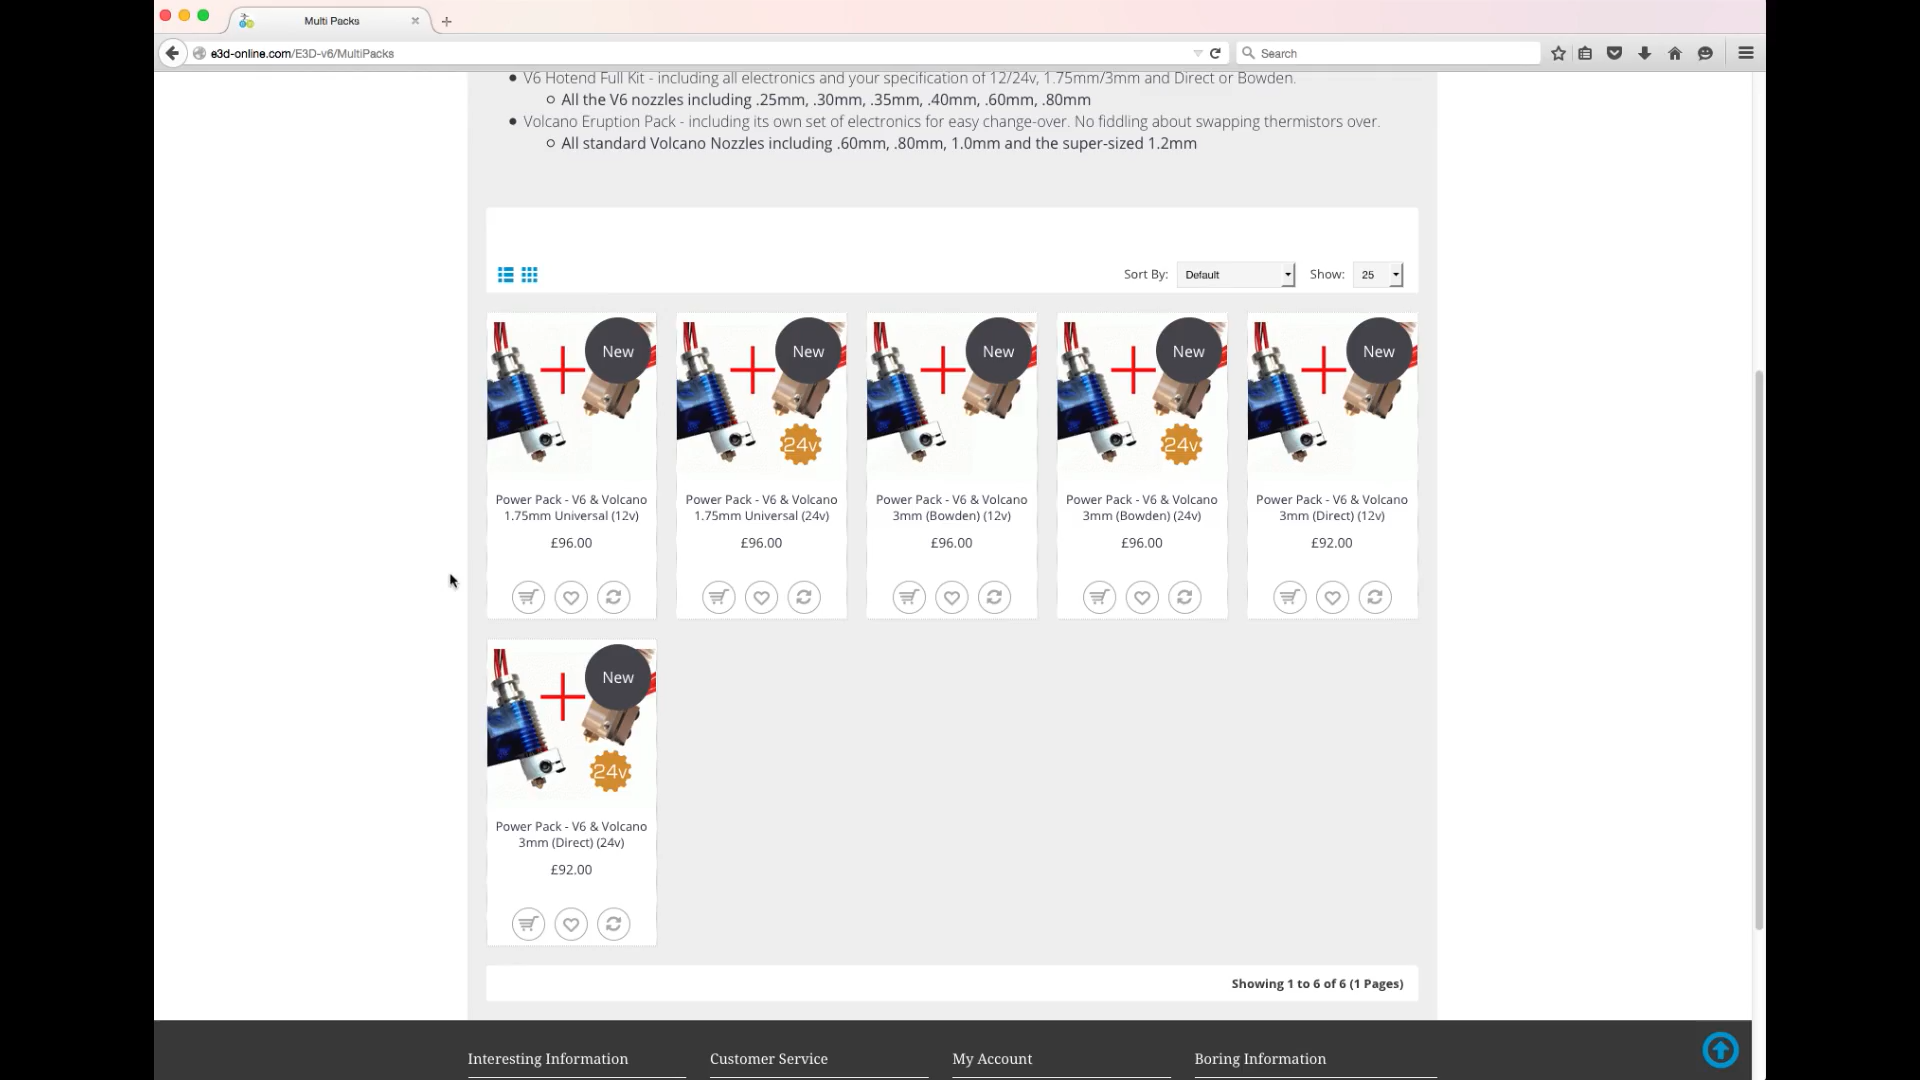 Multi Packs
e3d-online.com/E3D-v6/MultiPacks
Search
V6 Hotend Full Kit - including all electronics and your specification of 12/24v, 1.75mm/3mm and Direct or Bowden.
All the V6 nozzles including .25mm, .30mm, .35mm, .40mm, .60mm, .80mm
Volcano Eruption Pack - including its own set of electronics for easy change-over. No fiddling about swapping thermistors over.
All standard Volcano Nozzles including .60mm, .80mm, 1.0mm and the super-sized 1.2mm
Sort By: Default Show: 25
New
Power Pack - V6 & Volcano
1.75mm Universal (12v)
£96.00
New
24v
Power Pack - V6 & Volcano
1.75mm Universal (24v)
£96.00
New
Power Pack - V6 & Volcano
3mm (Bowden) (12v)
£96.00
New
24v
Power Pack - V6 & Volcano
3mm (Bowden) (24v)
£96.00
New
Power Pack - V6 & Volcano
3mm (Direct) (12v)
£92.00
New
24v
Power Pack - V6 & Volcano
3mm (Direct) (24v)
£92.00
Showing 1 to 6 of 6 (1 Pages)
Interesting Information
Customer Service
My Account
Boring Information